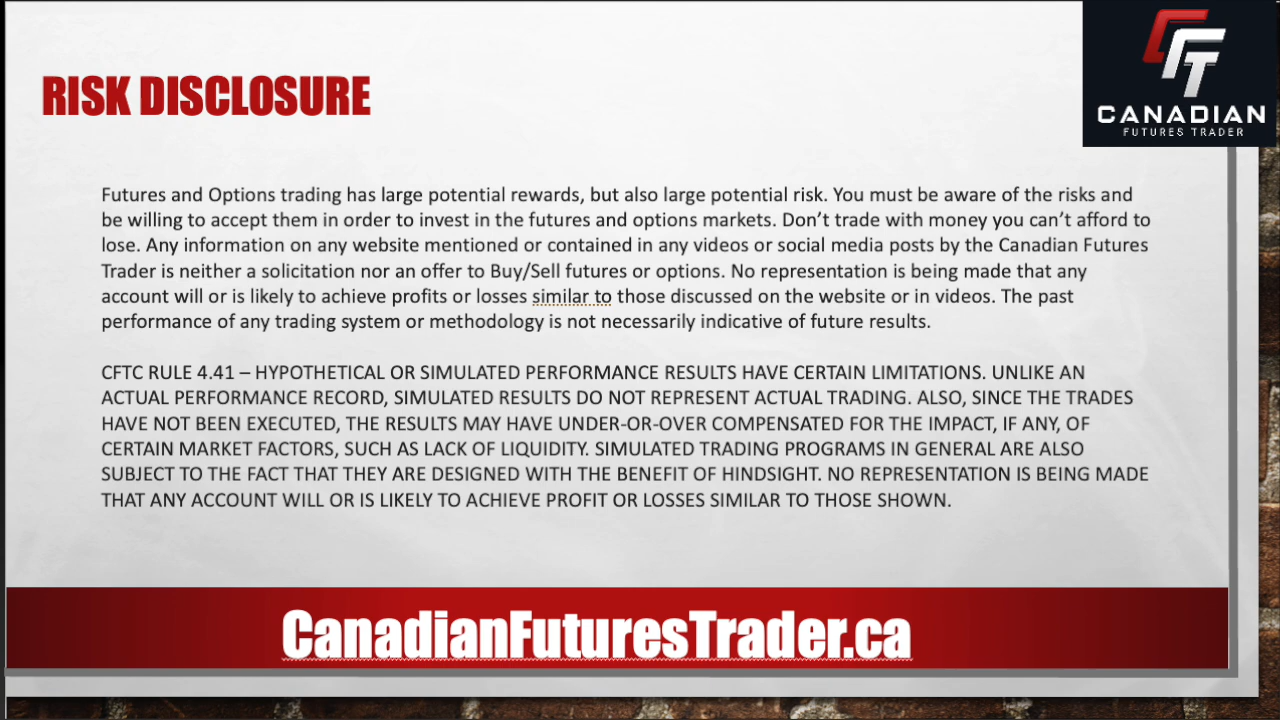 CANADIAN
FUTURES TRADER
RISK DISCLOSURE
Futures and Options trading has large potential rewards, but also large potential risk. You must be aware of the risks and
be willing to accept them in order to invest in the futures and options markets. Don’t trade with money you can’t afford to
lose. Any information on any website mentioned or contained in any videos or social media posts by the Canadian Futures
Trader is neither a solicitation nor an offer to Buy/Sell futures or options. No representation is being made that any
account will or is likely to achieve profits or losses similar to those discussed on the website or in videos. The past
performance of any trading system or methodology is not necessarily indicative of future results.
CFTC RULE 4.41 – HYPOTHETICAL OR SIMULATED PERFORMANCE RESULTS HAVE CERTAIN LIMITATIONS. UNLIKE AN
ACTUAL PERFORMANCE RECORD, SIMULATED RESULTS DO NOT REPRESENT ACTUAL TRADING. ALSO, SINCE THE TRADES
HAVE NOT BEEN EXECUTED, THE RESULTS MAY HAVE UNDER-OR-OVER COMPENSATED FOR THE IMPACT, IF ANY, OF
CERTAIN MARKET FACTORS, SUCH AS LACK OF LIQUIDITY. SIMULATED TRADING PROGRAMS IN GENERAL ARE ALSO
SUBJECT TO THE FACT THAT THEY ARE DESIGNED WITH THE BENEFIT OF HINDSIGHT. NO REPRESENTATION IS BEING MADE
THAT ANY ACCOUNT WILL OR IS LIKELY TO ACHIEVE PROFIT OR LOSSES SIMILAR TO THOSE SHOWN.
CanadianFuturesTrader.ca